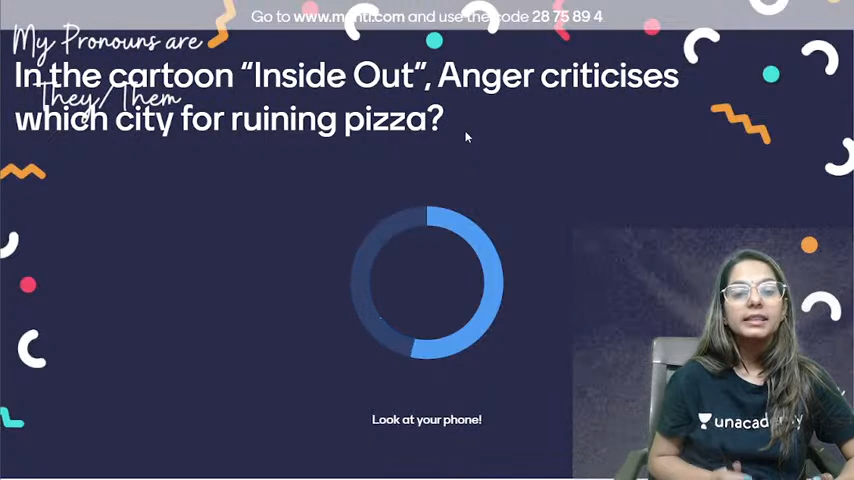 Go to www.menti.com and use the code 28 75 89 4
My Pronouns are
They/Them
In the cartoon “Inside Out”, Anger criticises
which city for ruining pizza?
Look at your phone!
unacademy